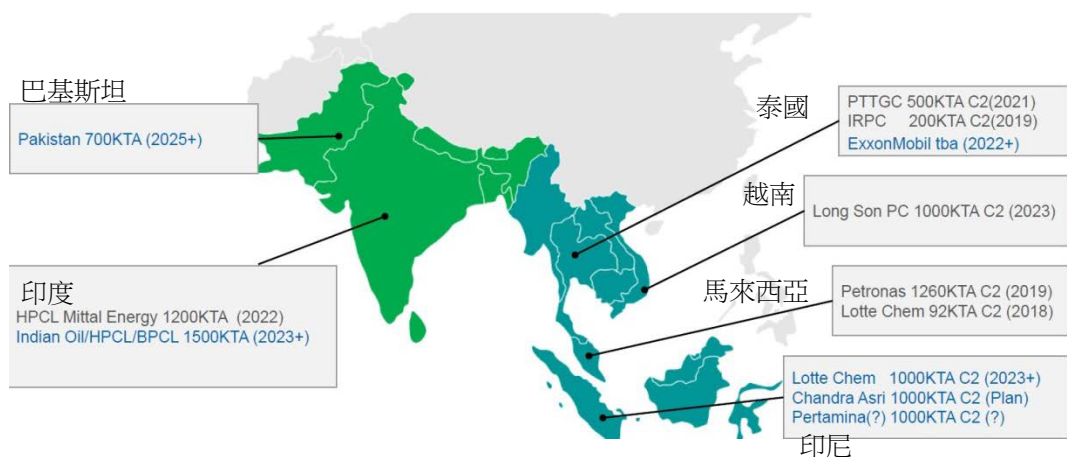 巴基斯坦
Pakistan 700KTA (2025+)
印度
HPCL Mittal Energy 1200KTA (2022)
Indian Oil/HPCL/BPCL 1500KTA (2023+)
泰國
PTTGC 500KTA C2(2021)
IRPC 200KTA C2(2019)
ExxonMobil tba (2022+)
越南
Long Son PC 1000KTA C2 (2023)
馬來西亞
Petronas 1260KTA C2 (2019)
Lotte Chem 92KTA C2 (2018)
Lotte Chem 1000KTA C2 (2023+)
Chandra Asri 1000KTA C2 (Plan)
Pertamina(?) 1000KTA C2 (?)
印尼